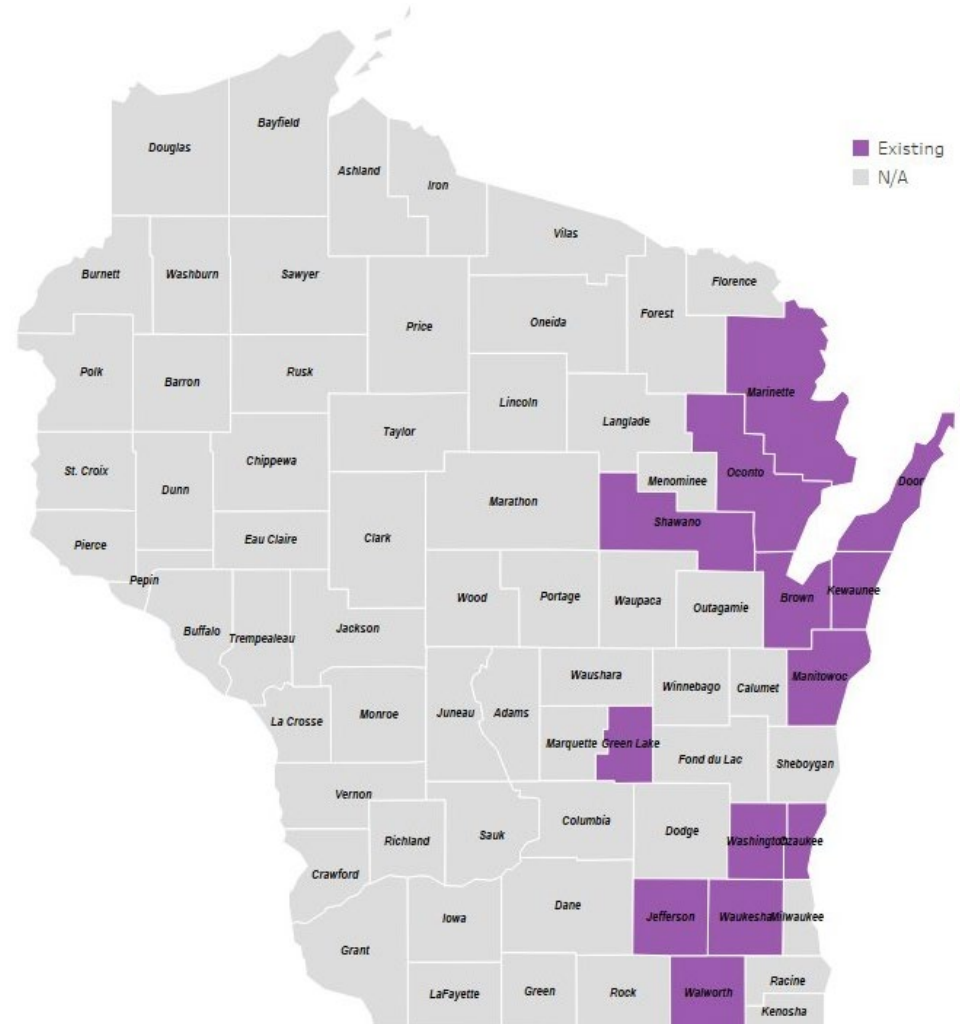 Bayfield
Douglas
Existing
Ashland
N/A
Iron
Vilas
Burnett
Washburn
Sawyer
Florence
Forest
Oneida
Price
Polk
Rusk
Barron
Marinette
Lincoln
Langlade
Taylor
Chippewa
St. Croix
Oconto
Menominee
Door
Dunn
Marathon
Shawano
Clark
Eau Claire
Pierce
Pepin
Kewaunee
Wood
Portage
Brown
Waupaca
Outagamie
Jackson
Buffalo
Trempealeau
Waushara
Manitowoc
Winnebago
Calumet
Juneau
Adams
Monroe
La Crosse
Marquette
Green Lake
Fond du Lac
Sheboygan
Vernon
Columbia
Dodge
Sauk
Richland
Washington
Ozaukee
Crawford
Dane
Iowa
Jefferson
Waukesha
Milwaukee
Grant
Racine
LaFayette
Green
Rock
Walworth
Kenosha